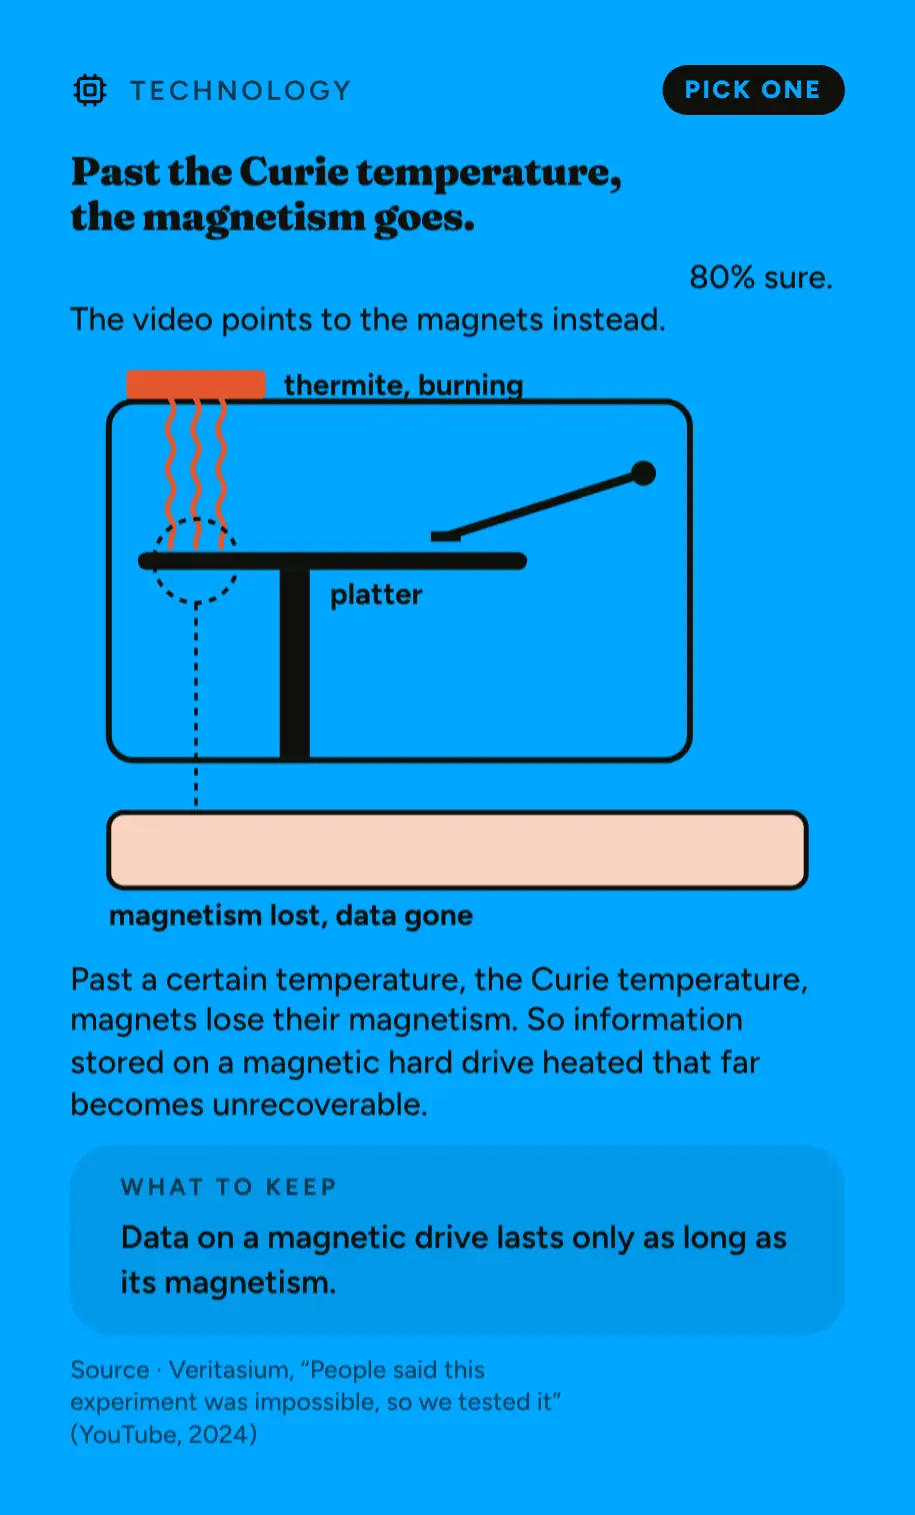 TECHNOLOGY
PICK ONE
Past the Curie temperature,
the magnetism goes.
80% sure.
The video points to the magnets instead.
thermite, burning
platter
magnetism lost, data gone
Past a certain temperature, the Curie temperature,
magnets lose their magnetism. So information
stored on a magnetic hard drive heated that far
becomes unrecoverable.
WHAT TO KEEP
Data on a magnetic drive lasts only as long as
its magnetism.
Source · Veritasium, “People said this
experiment was impossible, so we tested it”
(YouTube, 2024)